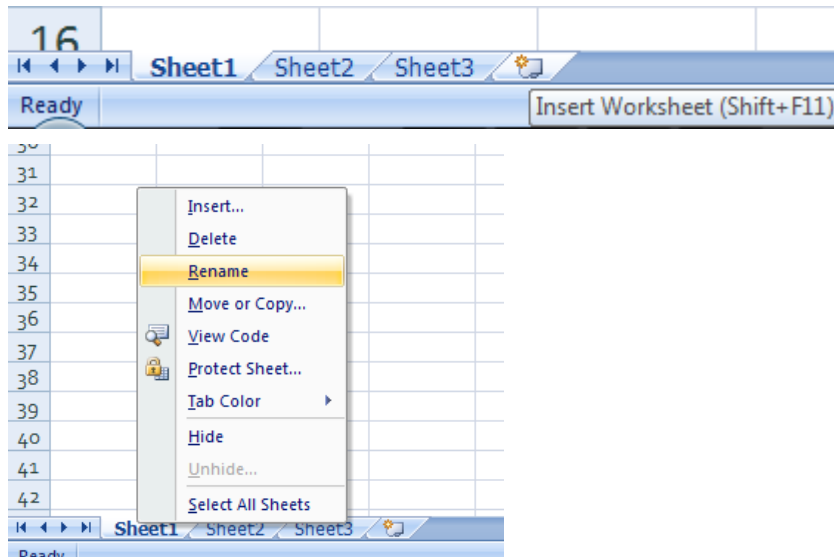 16
Sheet1 Sheet2 Sheet3
Ready Insert Worksheet (Shift+F11)
30
31
32 Insert...
33 Delete
34 Rename
35 Move or Copy...
36 View Code
37 Protect Sheet...
38
39 Tab Color
40 Hide
41 Unhide...
42 Select All Sheets
Sheet1 Sheet2 Sheet3
Ready